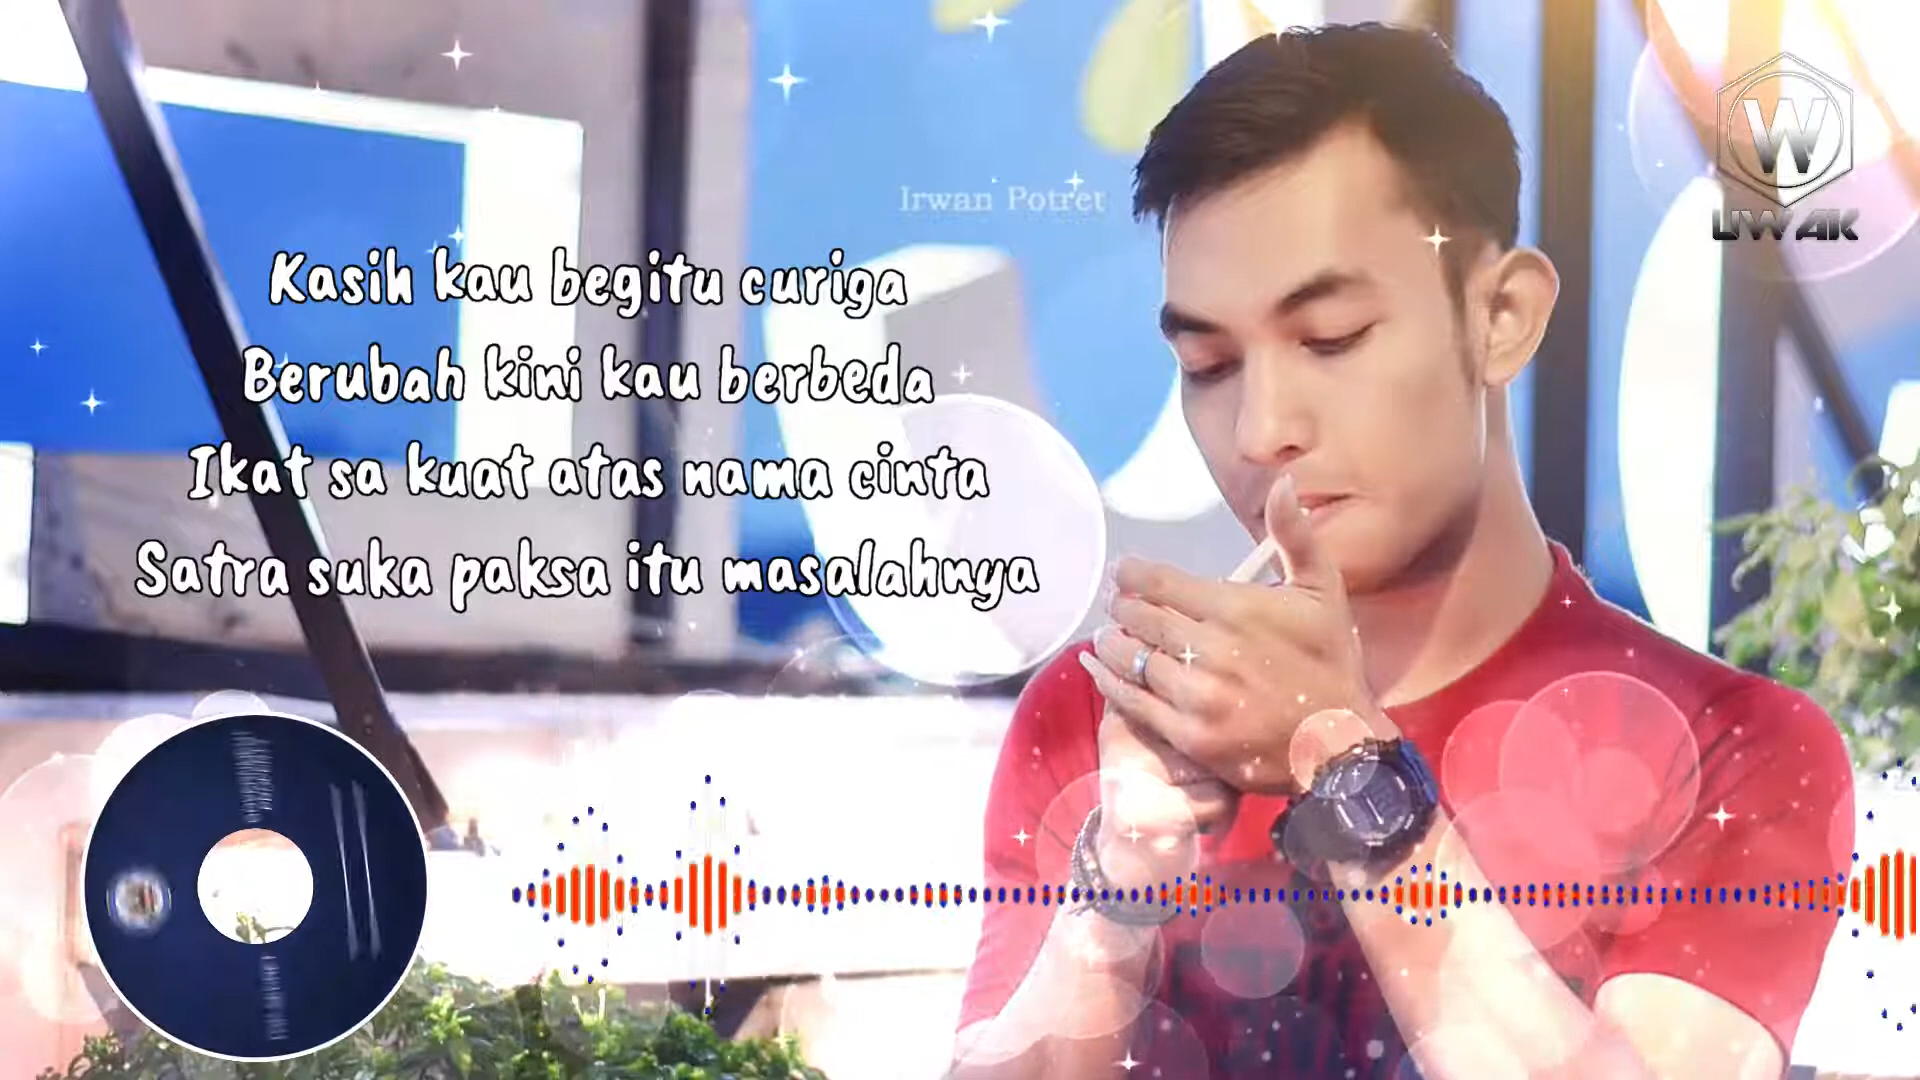 Irwan Potret
W
UWAK
Kasih kau begitu curiga
Berubah kini kau berbeda
Ikat sa kuat atas nama cinta
Satra suka paksa itu masalahnya